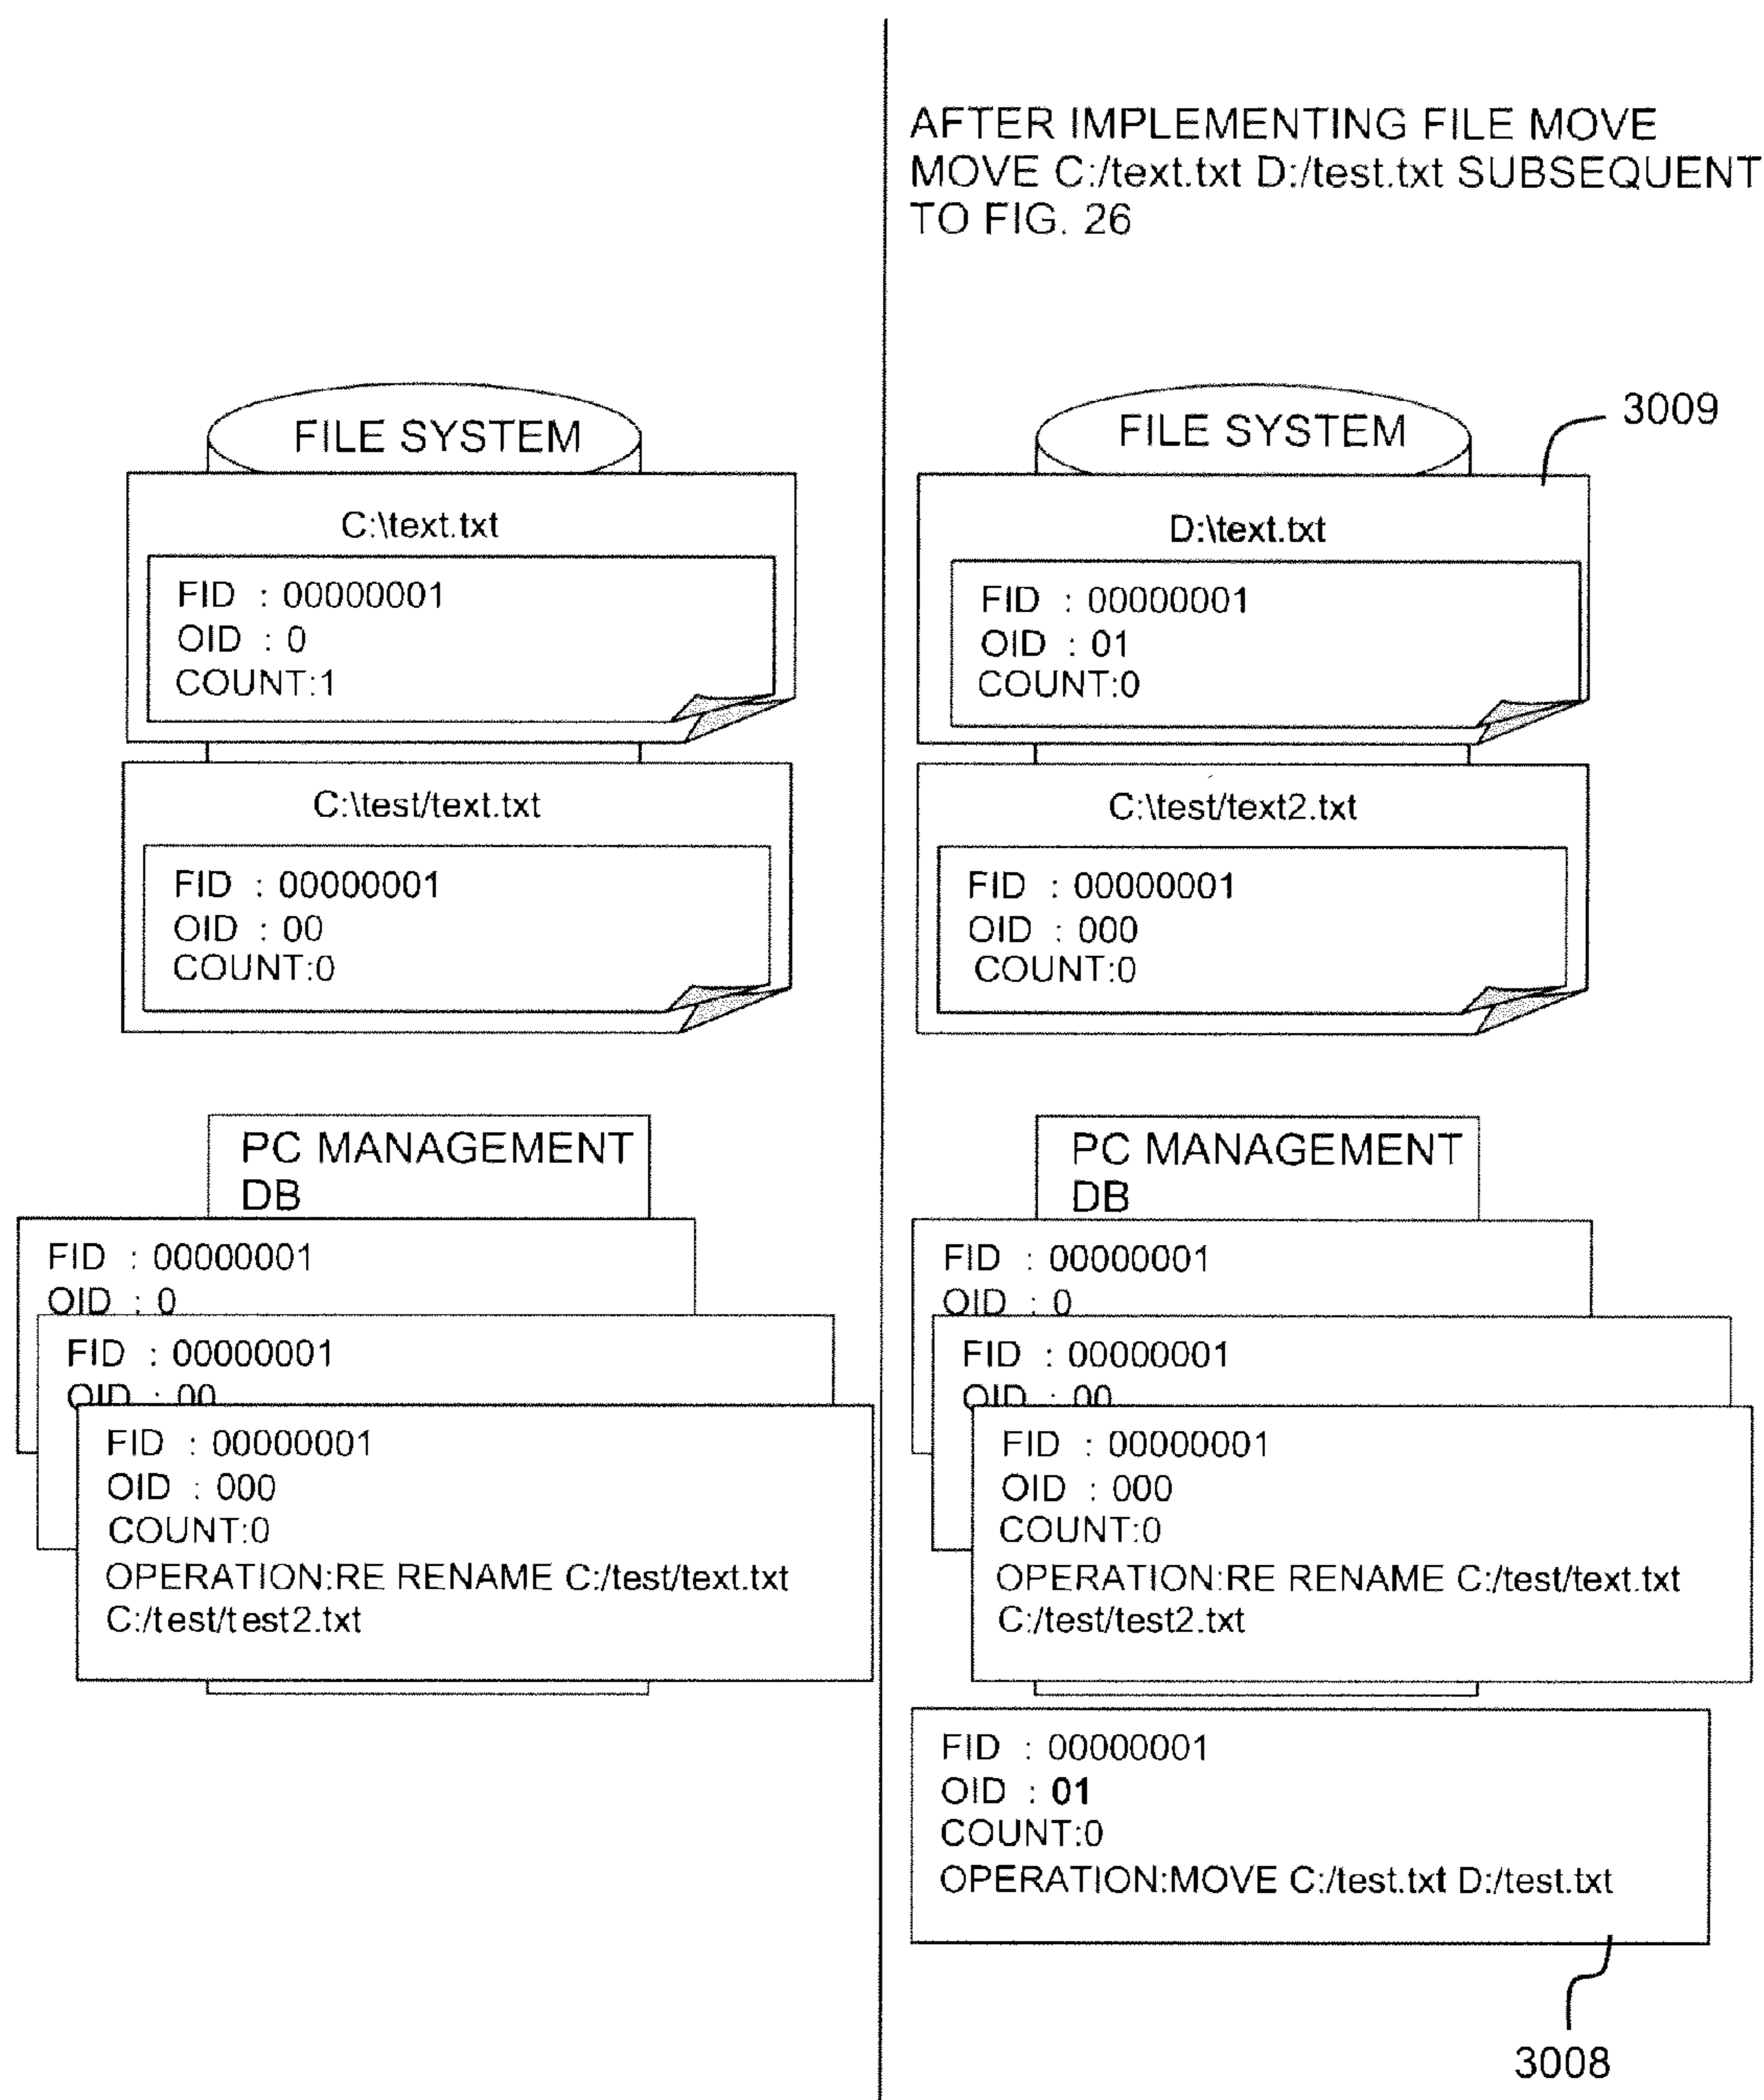 FILE SYSTEM
C:\text.txt
FID : 00000001
OID : 0
COUNT:1
C:\test/text.txt
FID : 00000001
OID : 00
COUNT:0
PC MANAGEMENT
DB
FID : 00000001
OID : 0
FID : 00000001
OID : 00
FID : 00000001
OID : 000
COUNT:0
OPERATION:RE RENAME C:/test/text.txt
C:/test/test2.txt
AFTER IMPLEMENTING FILE MOVE
MOVE C:/text.txt D:/test.txt SUBSEQUENT
TO FIG. 26
FILE SYSTEM
3009
D:\text.txt
FID : 00000001
OID : 01
COUNT:0
C:\test/text2.txt
FID : 00000001
OID : 000
COUNT:0
PC MANAGEMENT
DB
FID : 00000001
OID : 0
FID : 00000001
OID : 00
FID : 00000001
OID : 000
COUNT:0
OPERATION:RE RENAME C:/test/text.txt
C:/test/test2.txt
FID : 00000001
OID : 01
COUNT:0
OPERATION:MOVE C:/test.txt D:/test.txt
3008